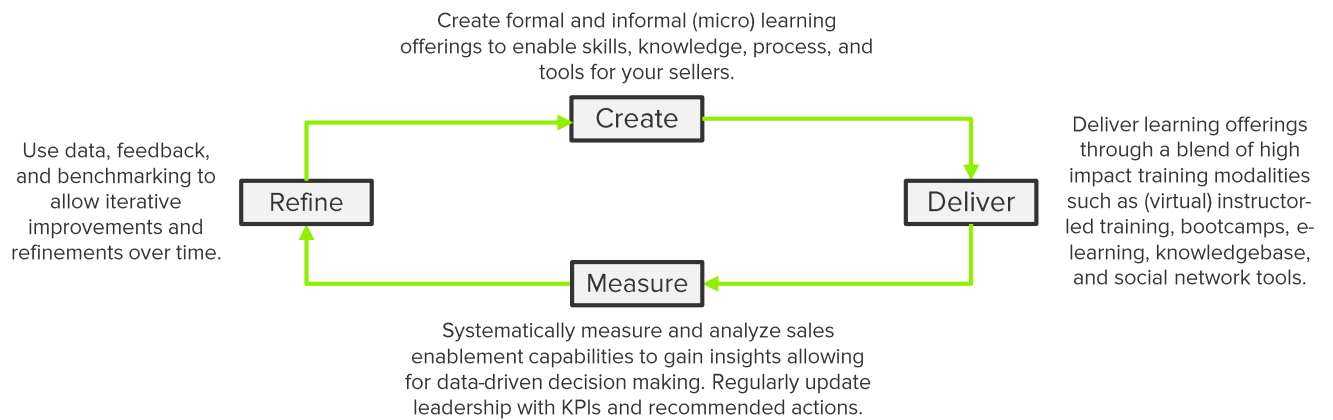 Create formal and informal (micro) learning
offerings to enable skills, knowledge, process, and
tools for your sellers.
Create
Deliver learning offerings
through a blend of high
impact training modalities
such as (virtual) instructor-
led training, bootcamps, e-
learning, knowledgebase,
and social network tools.
Deliver
Use data, feedback,
and benchmarking to
allow iterative
improvements and
refinements over time.
Refine
Measure
Systematically measure and analyze sales
enablement capabilities to gain insights allowing
for data-driven decision making. Regularly update
leadership with KPIs and recommended actions.